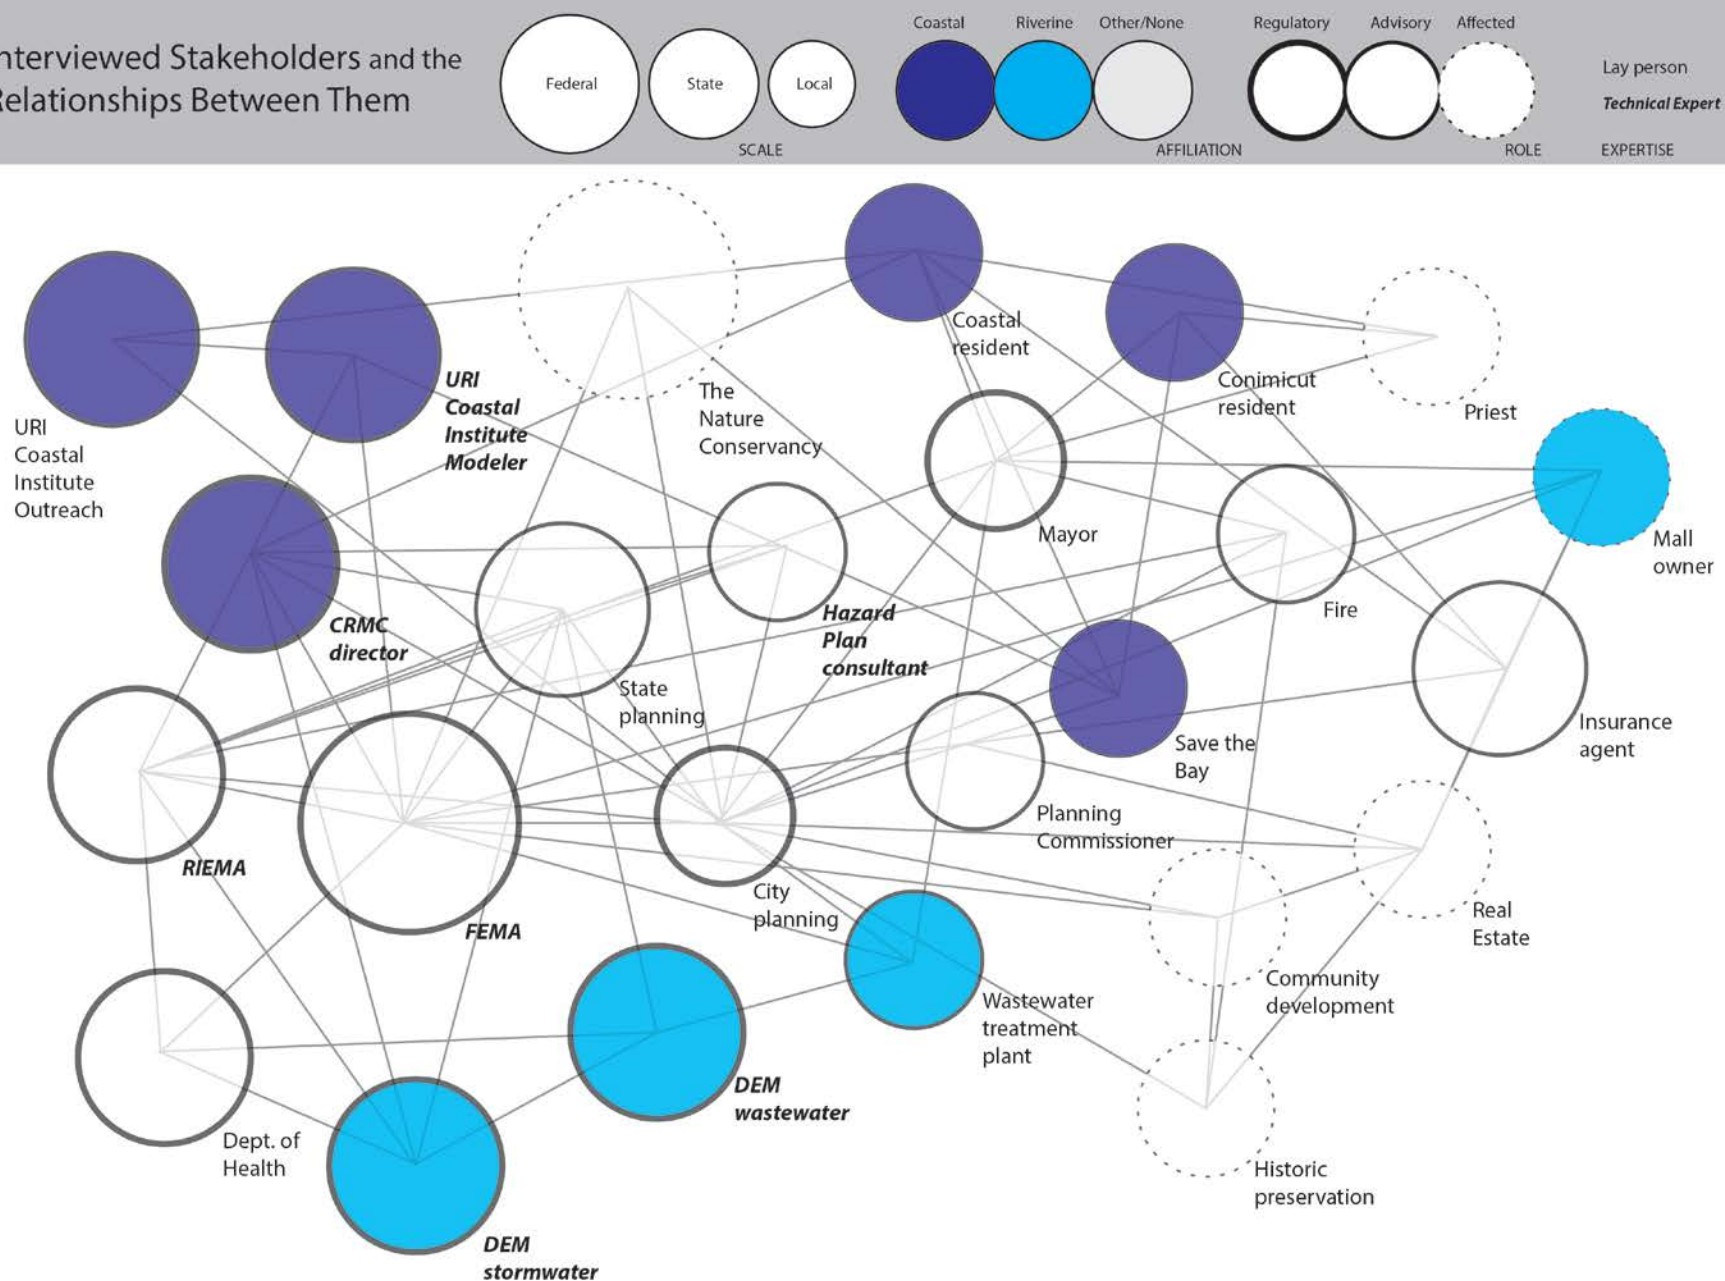 nterviewed Stakeholders and the
Relationships Between Them
Federal
State
Local
SCALE
Coastal
Riverine
Other/None
AFFILIATION
Regulatory
Advisory
Affected
ROLE
Lay person
Technical Expert
EXPERTISE
URI
Coastal
Institute
Outreach
URI
Coastal
Institute
Modeler
The
Nature
Conservancy
Coastal
resident
Conimicut
resident
Priest
Mall
owner
Mayor
Fire
CRMC
director
State
planning
Hazard
Plan
consultant
Save the
Bay
Insurance
agent
RIEMA
FEMA
City
planning
Planning
Commissioner
Real
Estate
Community
development
Wastewater
treatment
plant
Dept. of
Health
DEM
wastewater
DEM
stormwater
Historic
preservation